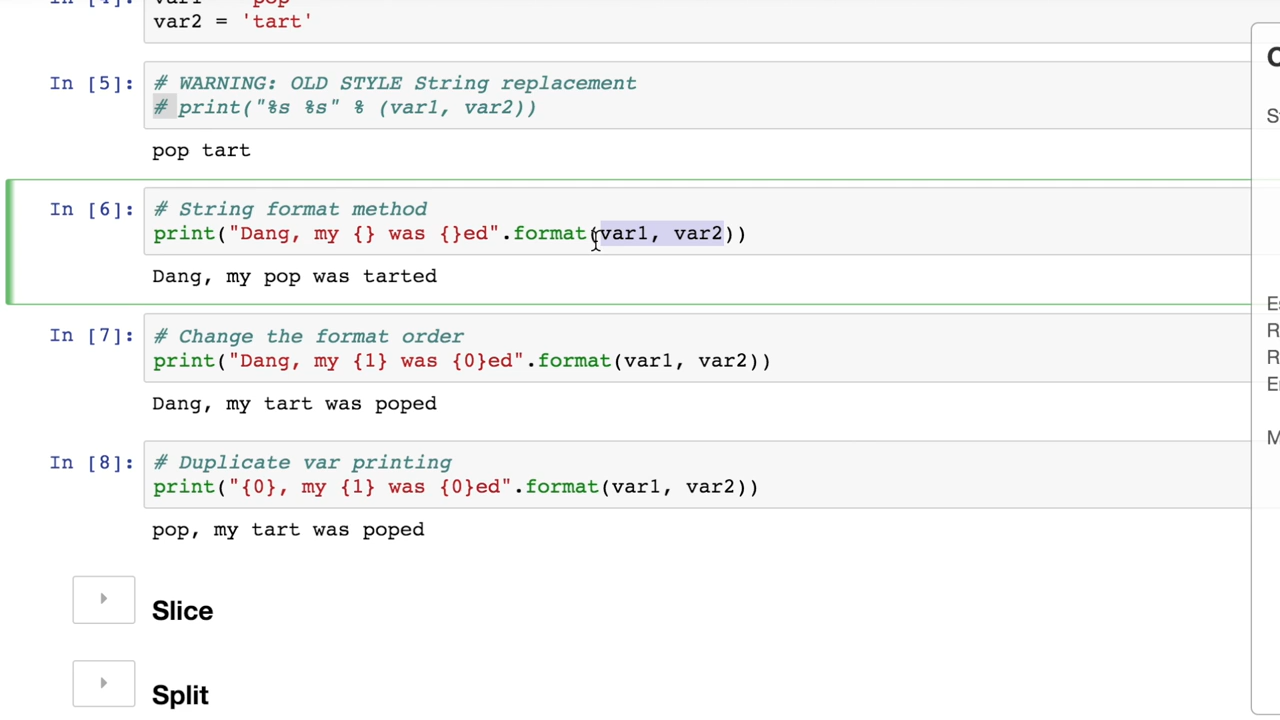 var2 = 'tart'
In [5]:
# WARNING: OLD STYLE String replacement
# print("%s %s" % (var1, var2))
pop tart
In [6]:
# String format method
print("Dang, my {} was {}ed".format(var1, var2))
Dang, my pop was tarted
In [7]:
# Change the format order
print("Dang, my {1} was {0}ed".format(var1, var2))
Dang, my tart was poped
In [8]:
# Duplicate var printing
print("{0}, my {1} was {0}ed".format(var1, var2))
pop, my tart was poped
Slice
Split